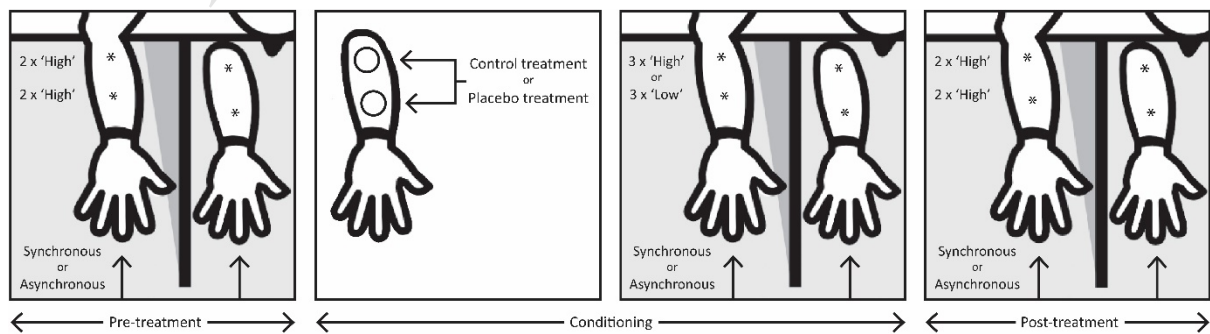 2 x ‘High’
2 x ‘High’
Synchronous
or
Asynchronous
Control treatment
or
Placebo treatment
3 x ‘High’
or
3 x ‘Low’
Synchronous
or
Asynchronous
2 x ‘High’
2 x ‘High’
Synchronous
or
Asynchronous
Pre-treatment
Conditioning
Post-treatment